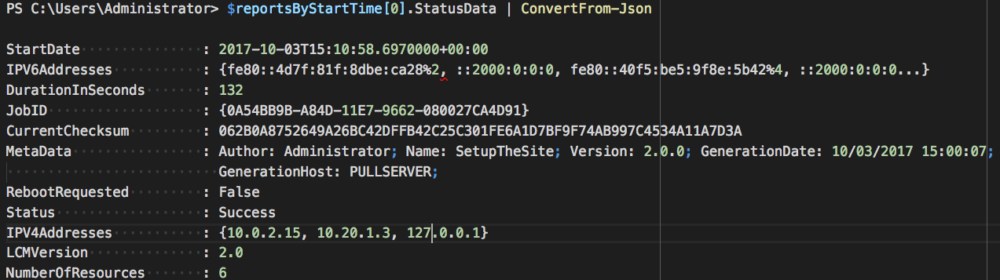 PS C:\Users\Administrator> $reportsByStartTime[0].StatusData | ConvertFrom-Json
StartDate : 2017-10-03T15:10:58.6970000+00:00
IPV6Addresses : {fe80::4d7f:81f:8dbe:ca28%2, ::2000:0:0:0, fe80::40f5:be5:9f8e:5b42%4, ::2000:0:0:0...}
DurationInSeconds : 132
JobID : {0A54BB9B-A84D-11E7-9662-080027CA4D91}
CurrentChecksum : 062B0A8752649A26BC42DFFB42C25C301FE6A1D7BF9F74AB997C4534A11A7D3A
MetaData : Author: Administrator; Name: SetupTheSite; Version: 2.0.0; GenerationDate: 10/03/2017 15:00:07;
GenerationHost: PULLSERVER;
RebootRequested : False
Status : Success
IPV4Addresses : {10.0.2.15, 10.20.1.3, 127.0.0.1}
LCMVersion : 2.0
NumberOfResources : 6